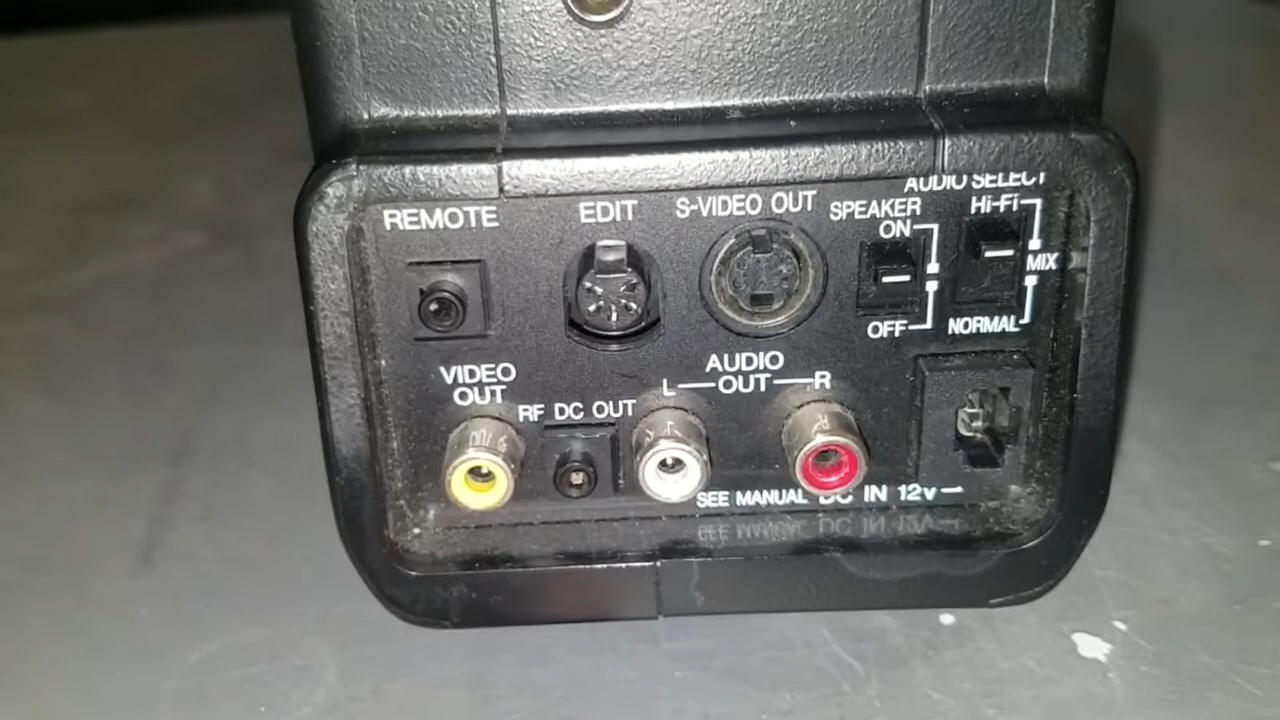 AUDIO SELECT
REMOTE
EDIT
S-VIDEO OUT
SPEAKER
ON
OFF
Hi-Fi
MIX
NORMAL
VIDEO
OUT
RF DC OUT
AUDIO
L OUT R
SEE MANUAL DC IN 12v